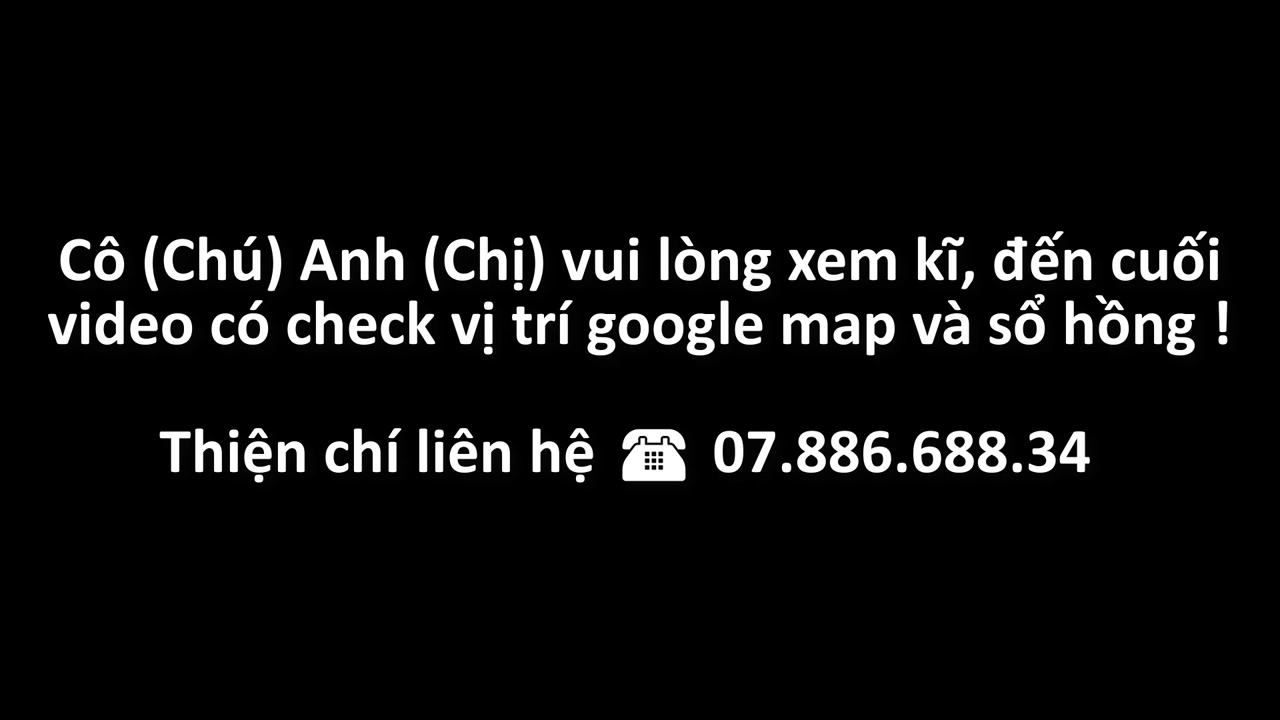 Cô (Chú) Anh (Chị) vui lòng xem kĩ, đến cuối
video có check vị trí google map và sổ hồng !
Thiện chí liên hệ ☎ 07.886.688.34